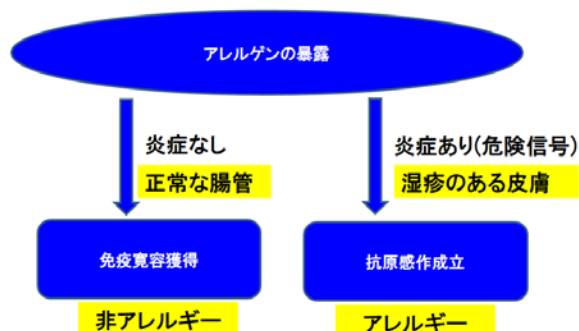 アレルゲンの暴露
炎症なし
正常な腸管
炎症あり(危険信号)
湿疹のある皮膚
免疫寛容獲得
抗原感作成立
非アレルギー
アレルギー